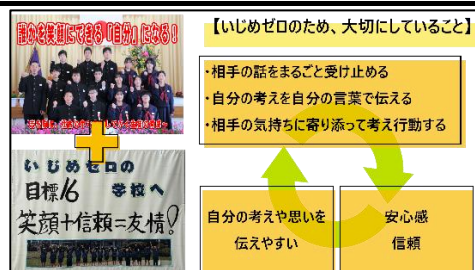 誰かを笑顔にできる「自分」になる!
いじめゼロの
目標16 学校へ
笑顔+信頼=友情!
【いじめゼロのため、大切にしていること】
・相手の話をまるごと受け止める
・自分の考えを自分の言葉で伝える
・相手の気持ちに寄り添って考え行動する
自分の考えや思いを
伝えやすい
安心感
信頼